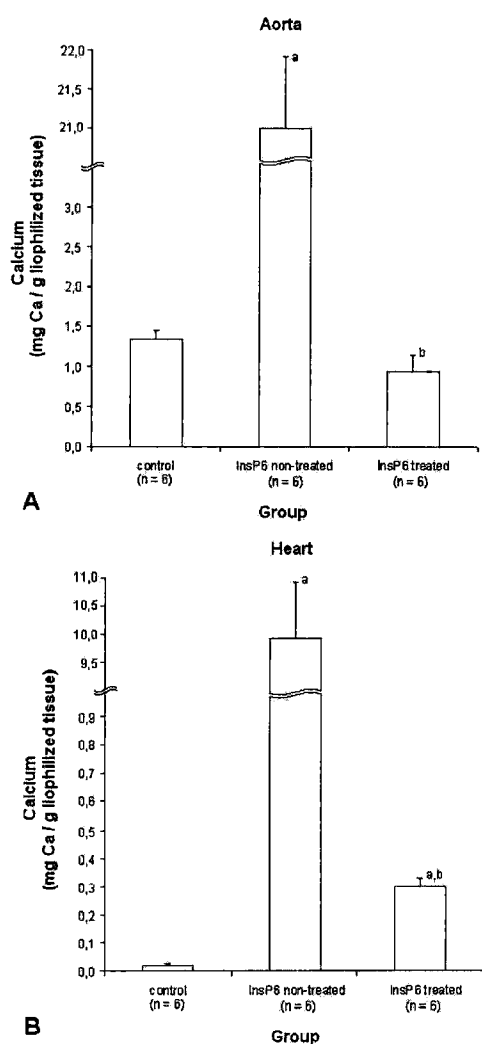 Aorta
22,0
21,5
21,0
3,0
2,5
2,0
1,5
1,0
0,5
0,0
Calcium
(mg Ca / g liophilized tissue)
a
b
control
(n = 6)
InsP6 non-treated
(n = 6)
InsP6 treated
(n = 6)
A
Group
Heart
11,0
10,5
10,0
9,5
0,9
0,8
0,7
0,6
0,5
0,4
0,3
0,2
0,1
0,0
Calcium
(mg Ca / g liophilized tissue)
a
a,b
control
(n = 6)
InsP6 non-treated
(n = 6)
InsP6 treated
(n = 6)
B
Group